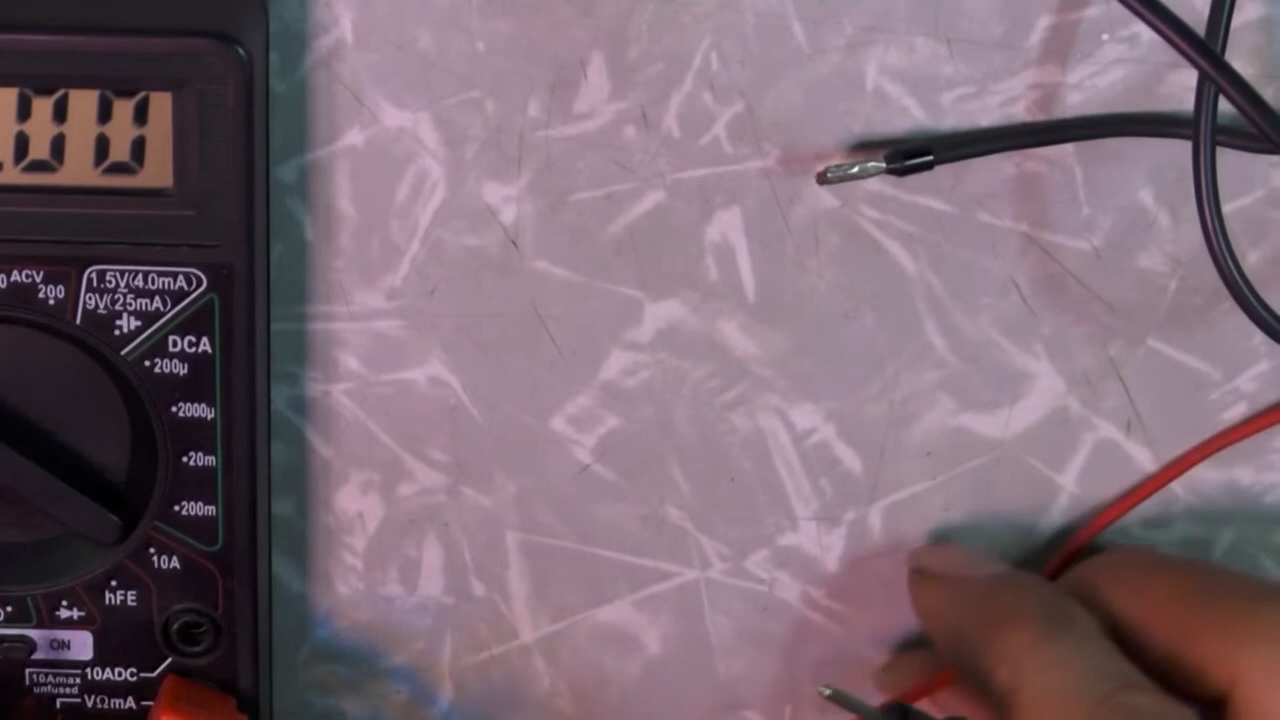 .00
ACV
200
1.5V(4.0mA)
9V(25mA)
DCA
200µ
2000µ
20m
200m
10A
hFE
ON
10Amax
unfused
10ADC
VΩmA